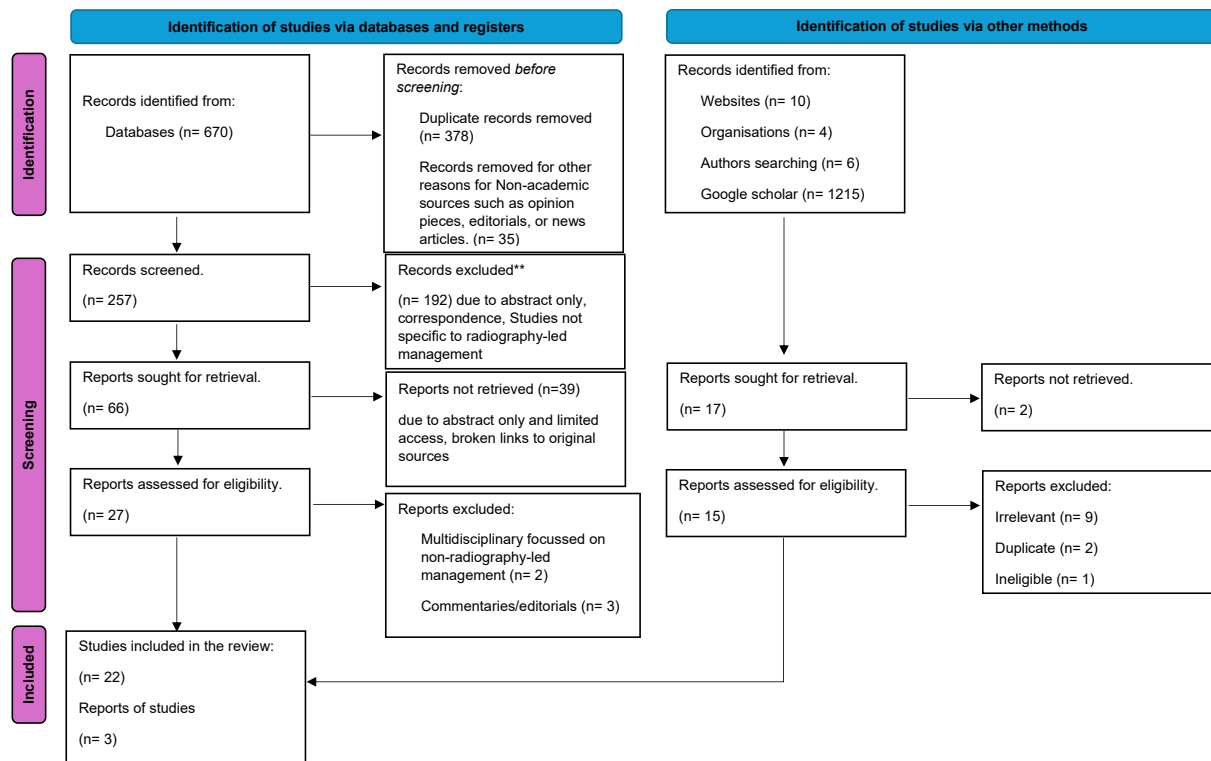 Identification of studies via databases and registers
Identification of studies via other methods
Identification
Records identified from:
Databases (n= 670)
Records removed before
screening:
Duplicate records removed
(n= 378)
Records removed for other
reasons for Non-academic
sources such as opinion
pieces, editorials, or news
articles. (n= 35)
Records identified from:
Websites (n= 10)
Organisations (n= 4)
Authors searching (n= 6)
Google scholar (n= 1215)
Screening
Records screened.
(n= 257)
Records excluded**
(n= 192) due to abstract only,
correspondence, Studies not
specific to radiography-led
management
Reports sought for retrieval.
(n= 66)
Reports not retrieved (n=39)
due to abstract only and limited
access, broken links to original
sources
Reports sought for retrieval.
(n= 17)
Reports not retrieved.
(n= 2)
Reports assessed for eligibility.
(n= 27)
Reports excluded:
Multidisciplinary focussed on
non-radiography-led
management (n= 2)
Commentaries/editorials (n= 3)
Reports assessed for eligibility.
(n= 15)
Reports excluded:
Irrelevant (n= 9)
Duplicate (n= 2)
Ineligible (n= 1)
Included
Studies included in the review:
(n= 22)
Reports of studies
(n= 3)